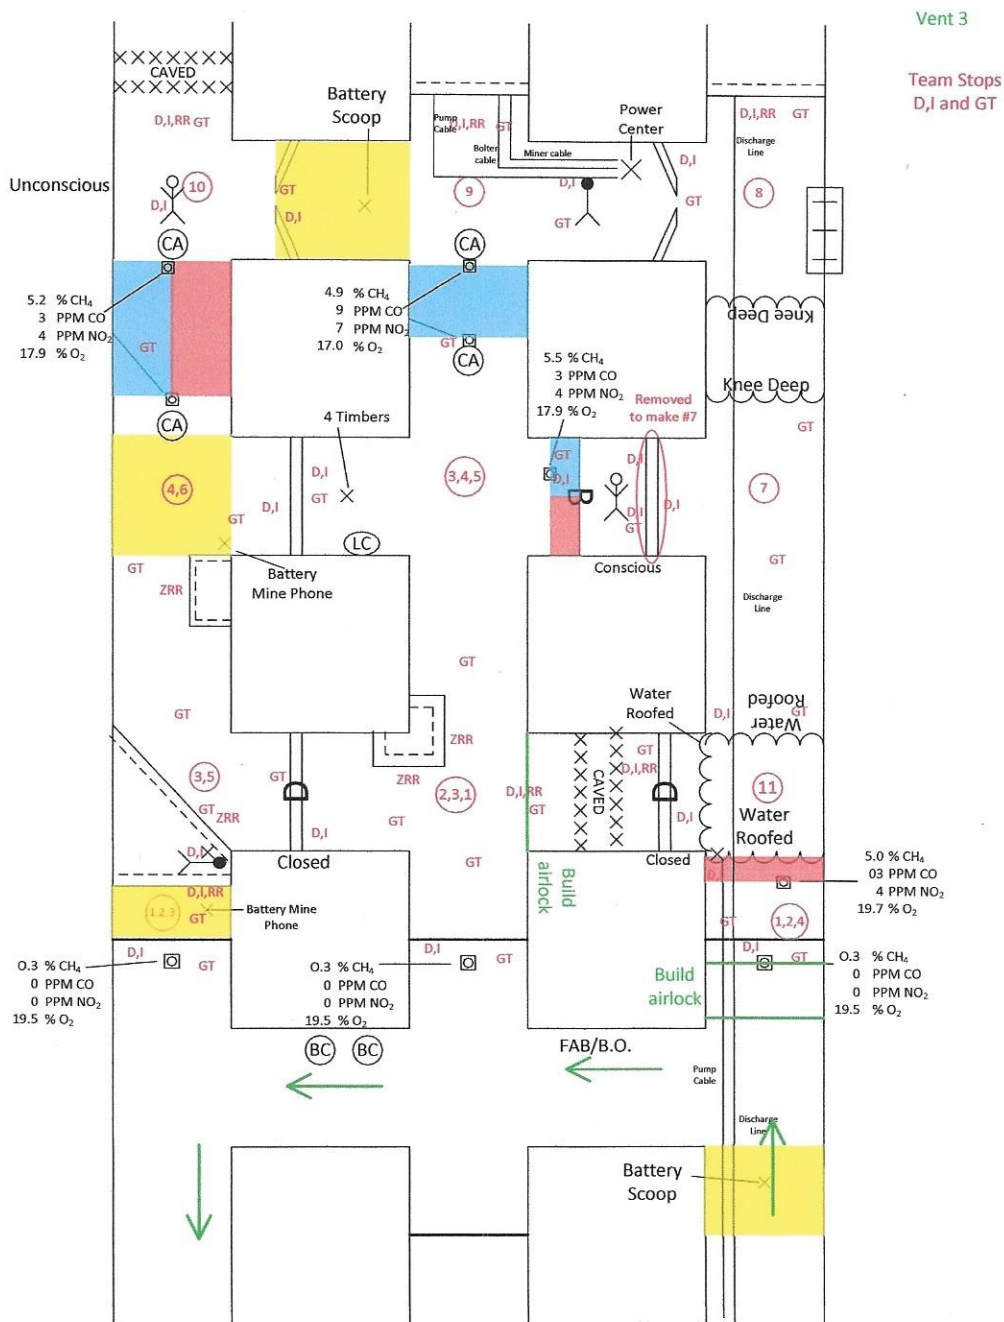 Vent 3
Team Stops
D,I and GT
CAVED
D,I,RR GT
Battery
Scoop
Pump
Cable
D,I,RR
GT
Bolter
cable
Miner cable
Power
Center
D,I,RR GT
Discharge
Line
D,I
GT
Unconscious
10
D,I
GT
D,I
9
D,I
GT
8
CA
CA
5.2 % CH₄
3 PPM CO
4 PPM NO₂
17.9 % O₂
GT
CA
4.9 % CH₄
9 PPM CO
7 PPM NO₂
17.0 % O₂
GT
CA
Knee Deep
Knee Deep
5.5 % CH₄
3 PPM CO
4 PPM NO₂
17.9 % O₂
Removed
to make #7
GT
4 Timbers
4,6
D,I
GT
D,I
GT
3,4,5
LC
GT
D,I
B
D,I
D,I
D,I
GT
Conscious
7
GT
GT
ZRR
Battery
Mine Phone
Discharge
Line
GT
GT
Water
Roofed
D,I
GT
Water
Roofed
ZRR
ZRR
3,5
GT
ZRR
GT
D
D,I
2,3,1
GT
D,I,RR
GT
CAVED
GT
D,I,RR
D
D,I
11
Water
Roofed
D,I
Closed
GT
Closed
Build
airlock
D,I
5.0 % CH₄
03 PPM CO
4 PPM NO₂
19.7 % O₂
1,2,3
D,I,RR
GT
Battery Mine
Phone
GT
1,2,4
D,I
GT
D,I
GT
D,I
GT
0.3 % CH₄
0 PPM CO
0 PPM NO₂
19.5 % O₂
0.3 % CH₄
0 PPM CO
0 PPM NO₂
19.5 % O₂
Build
airlock
0.3 % CH₄
0 PPM CO
0 PPM NO₂
19.5 % O₂
BC BC
FAB/B.O.
Pump
Cable
Discharge
Line
Battery
Scoop